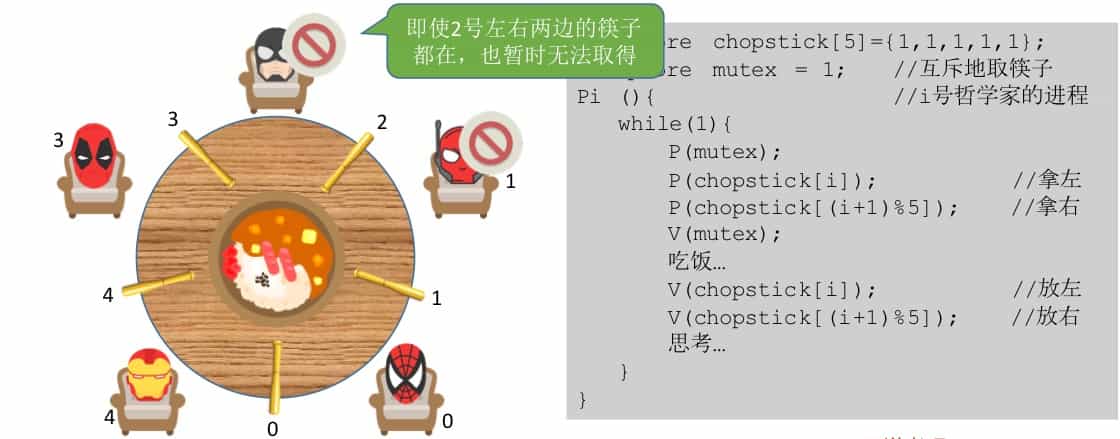 即使2号左右两边的筷子
都在，也暂时无法取得
ore chopstick[5]={1,1,1,1,1};
ore mutex = 1; //互斥地取筷子
Pi (){ //i号哲学家的进程
while(1){
P(mutex);
P(chopstick[i]); //拿左
P(chopstick[(i+1)%5]); //拿右
V(mutex);
吃饭…
V(chopstick[i]); //放左
V(chopstick[(i+1)%5]); //放右
思考…
}
}
3
2
3
1
4
1
4
0
0